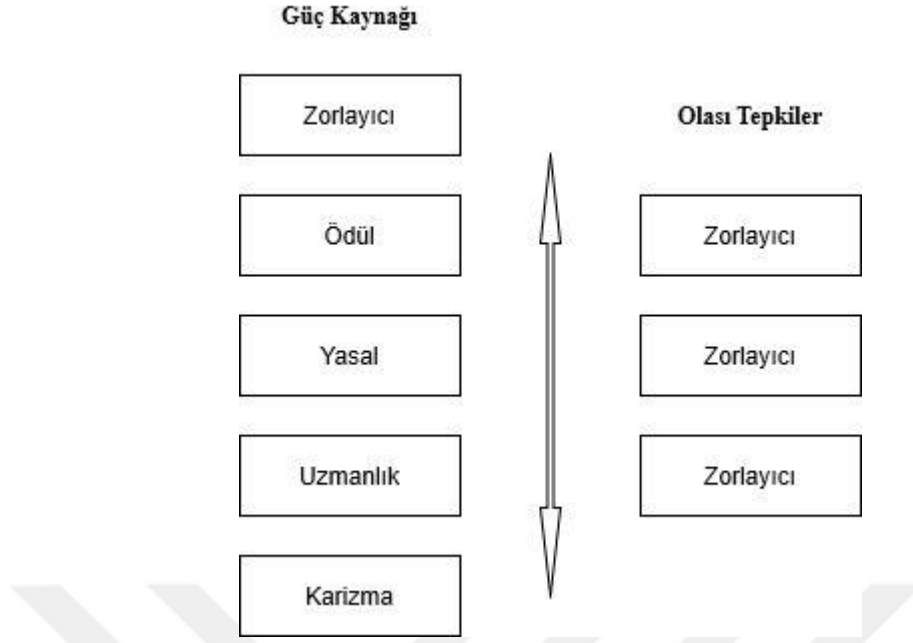 Güç Kaynağı
Zorlayıcı
Ödül
Yasal
Uzmanlık
Karizma
Olası Tepkiler
Zorlayıcı
Zorlayıcı
Zorlayıcı